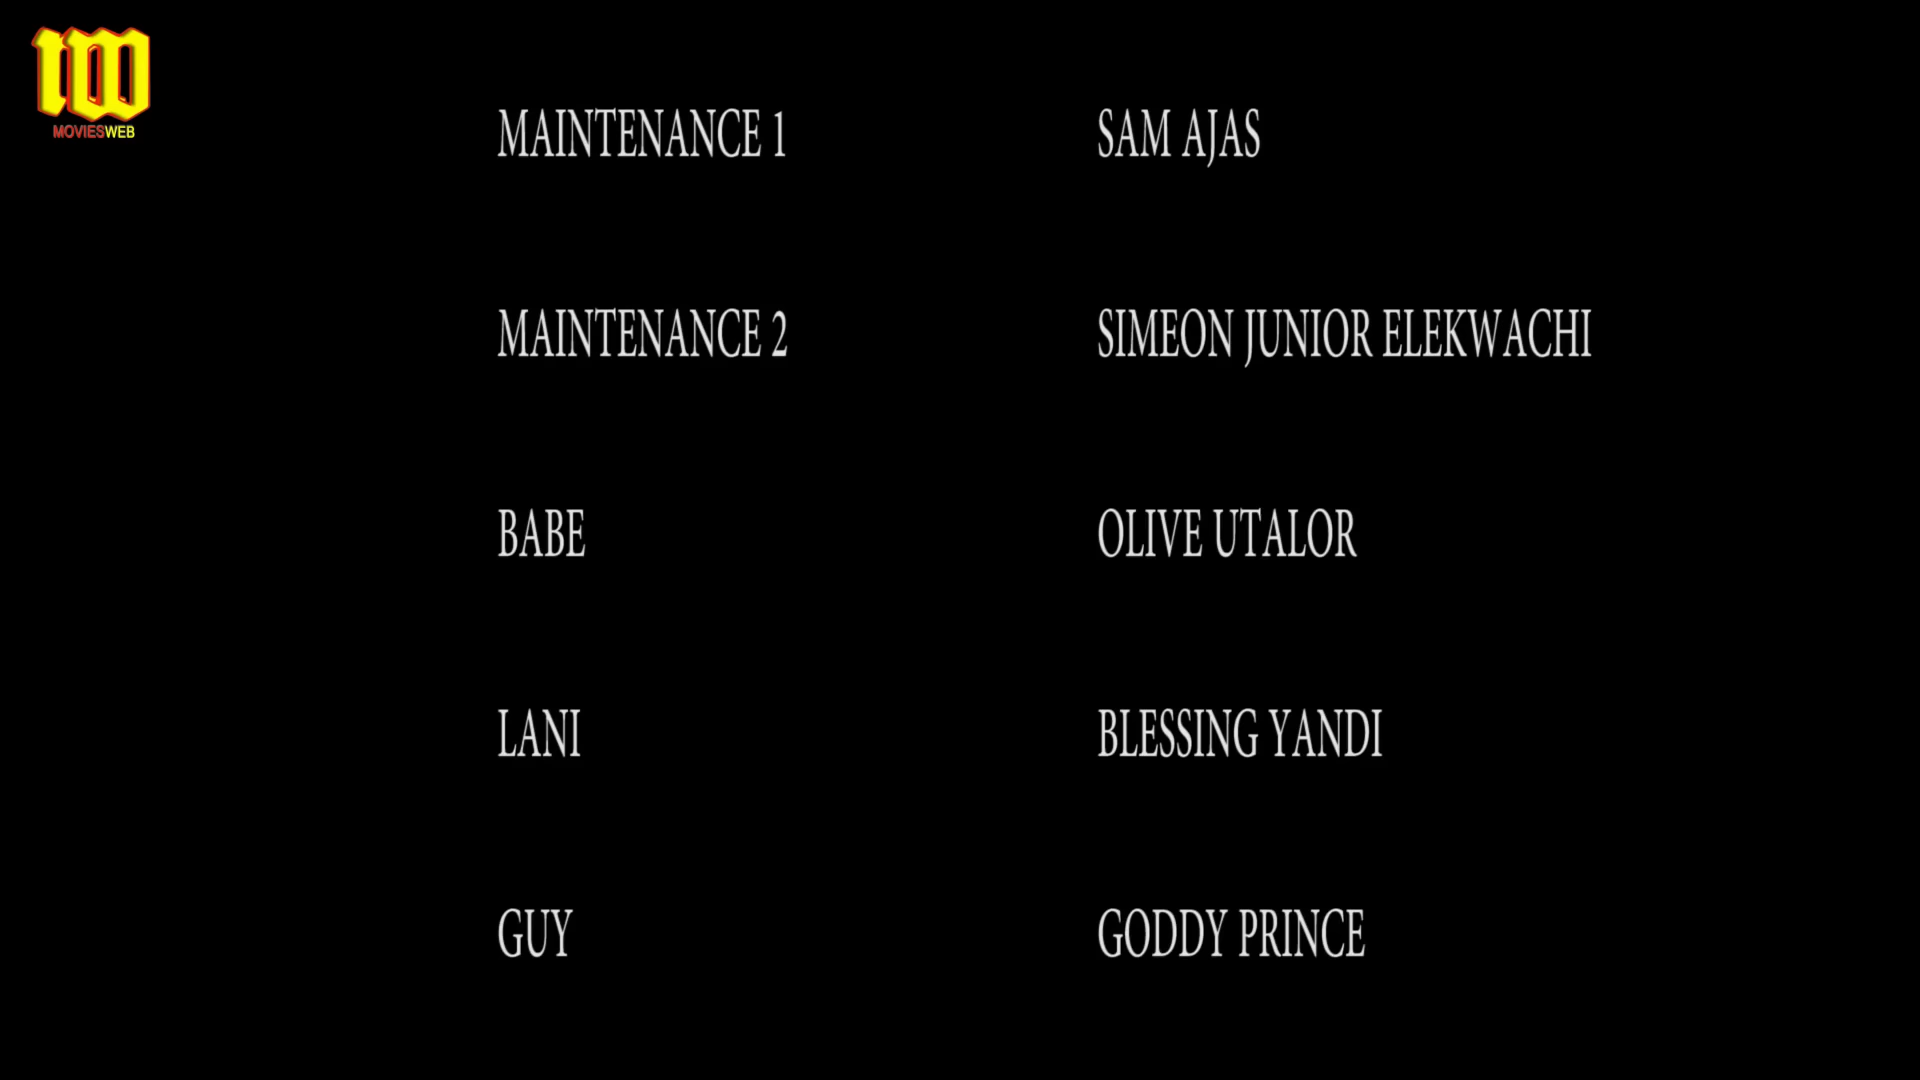 MOVIESWEB
MAINTENANCE 1 SAM AJAS
MAINTENANCE 2 SIMEON JUNIOR ELEKWACHI
BABE OLIVE UTALOR
LANI BLESSING YANDI
GUY GODDY PRINCE